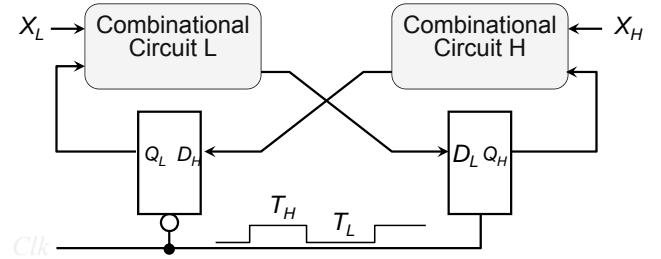 X_L
Combinational
Circuit L
Combinational
Circuit H
X_H
Q_L D_H
D_L Q_H
T_H
T_L
Clk